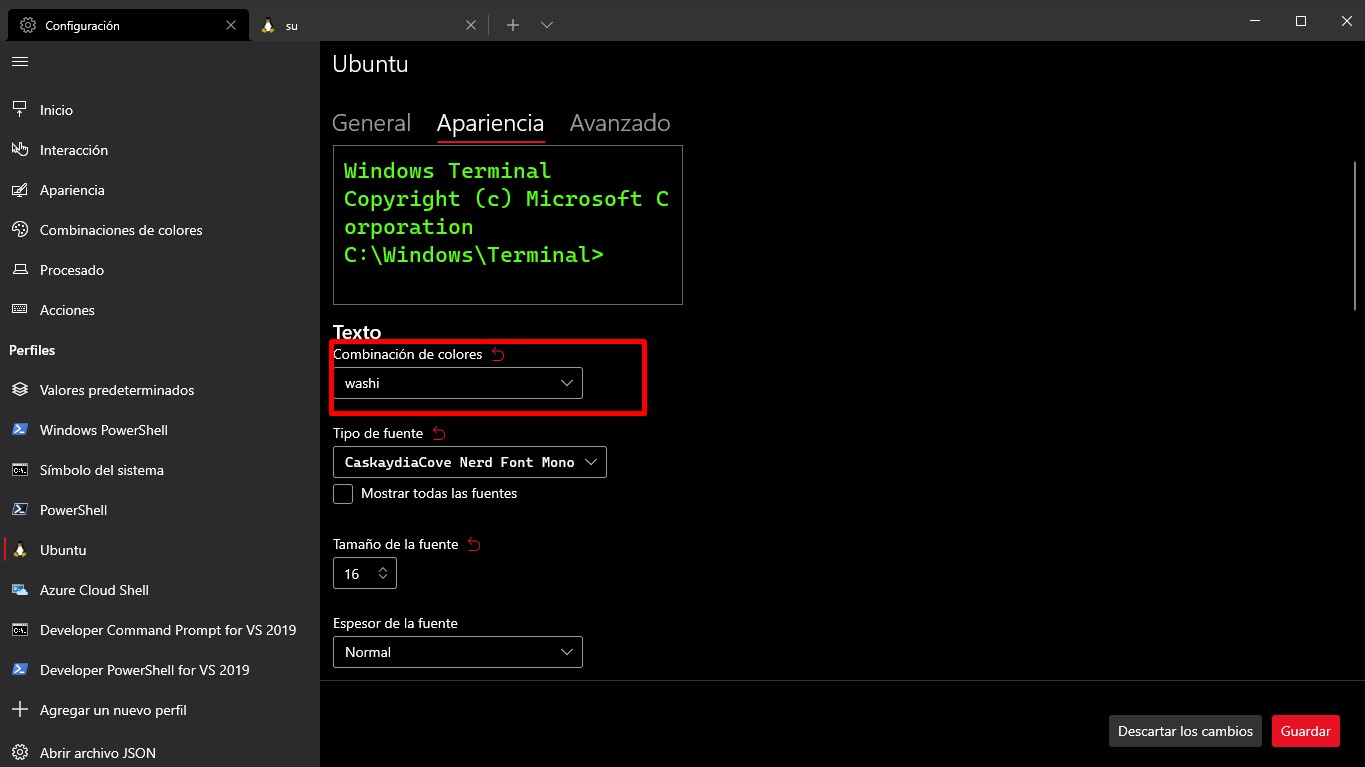 Configuración
su
Inicio
Interacción
Apariencia
Combinaciones de colores
Procesado
Acciones
Perfiles
Valores predeterminados
Windows PowerShell
Símbolo del sistema
PowerShell
Ubuntu
Azure Cloud Shell
Developer Command Prompt for VS 2019
Developer PowerShell for VS 2019
Agregar un nuevo perfil
Abrir archivo JSON
Ubuntu
General Apariencia Avanzado
Windows Terminal
Copyright (c) Microsoft C
orporation
C:\Windows\Terminal>
Texto
Combinación de colores
washi
Tipo de fuente
CaskaydiaCove Nerd Font Mono
Mostrar todas las fuentes
Tamaño de la fuente
16
Espesor de la fuente
Normal
Descartar los cambios Guardar